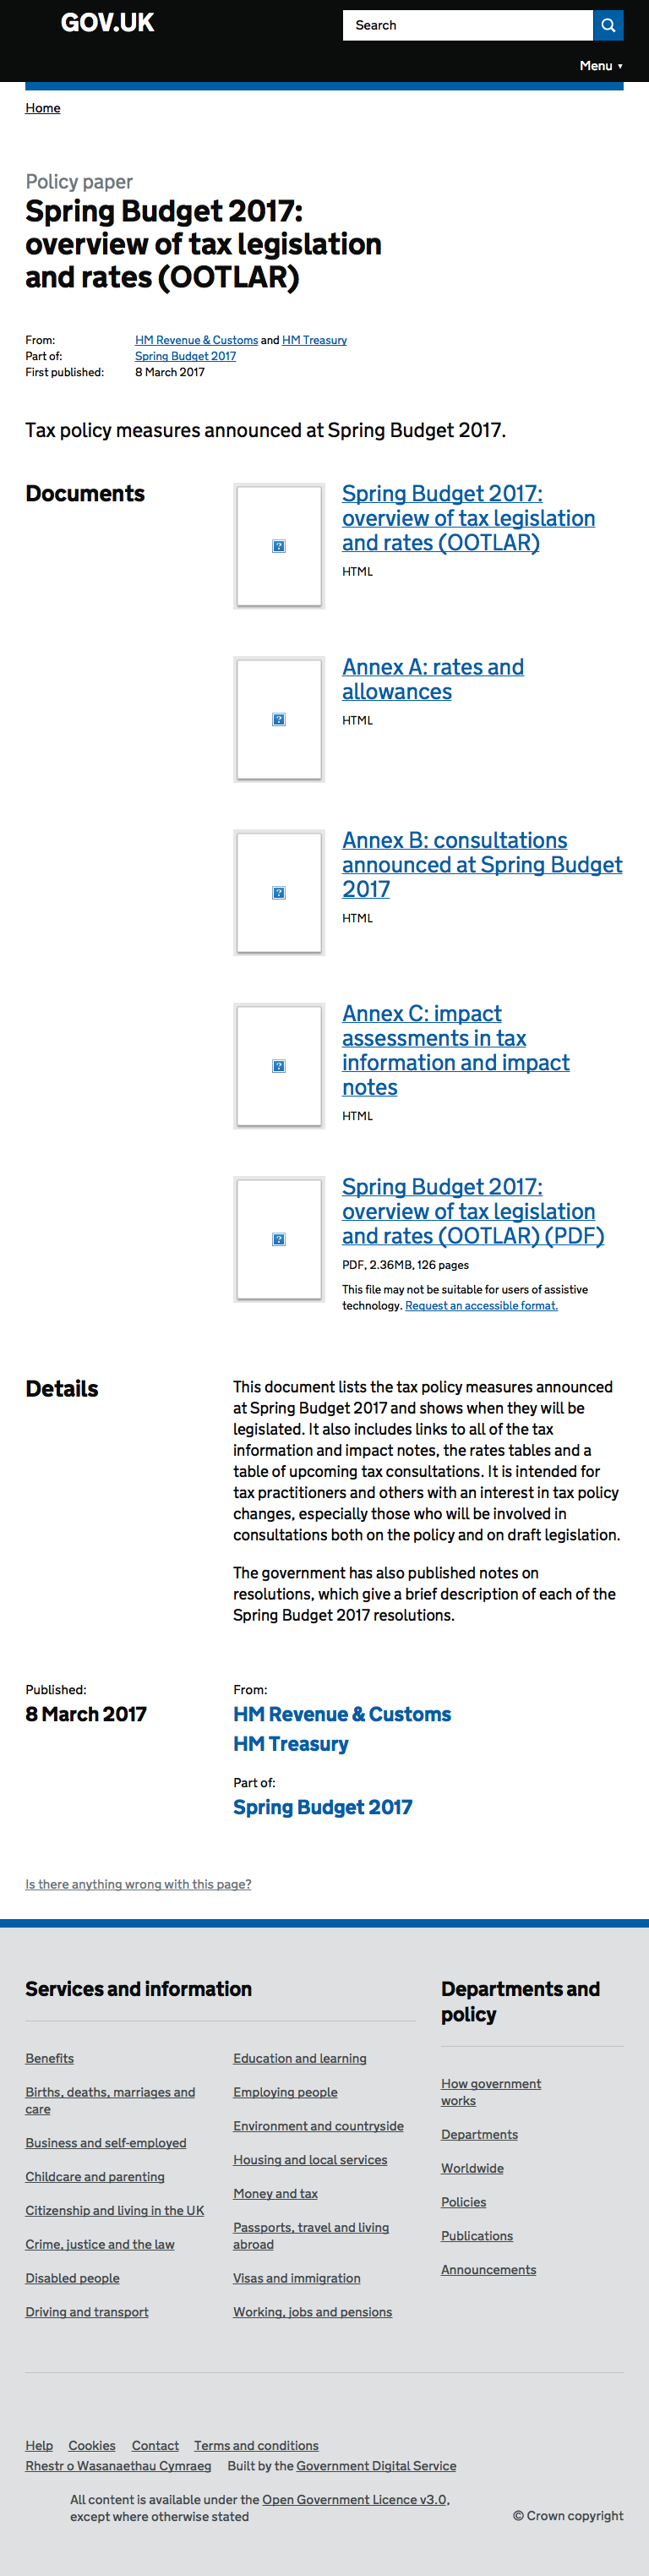 GOV.UK
Search
Menu ▼
Home
Policy paper
Spring Budget 2017:
overview of tax legislation
and rates (OOTLAR)
From: HM Revenue & Customs and HM Treasury
Part of: Spring Budget 2017
First published: 8 March 2017
Tax policy measures announced at Spring Budget 2017.
Documents
Spring Budget 2017:
overview of tax legislation
and rates (OOTLAR)
HTML
Annex A: rates and
allowances
HTML
Annex B: consultations
announced at Spring Budget
2017
HTML
Annex C: impact
assessments in tax
information and impact
notes
HTML
Spring Budget 2017:
overview of tax legislation
and rates (OOTLAR) (PDF)
PDF, 2.36MB, 126 pages
This file may not be suitable for users of assistive
technology. Request an accessible format.
Details
This document lists the tax policy measures announced
at Spring Budget 2017 and shows when they will be
legislated. It also includes links to all of the tax
information and impact notes, the rates tables and a
table of upcoming tax consultations. It is intended for
tax practitioners and others with an interest in tax policy
changes, especially those who will be involved in
consultations both on the policy and on draft legislation.
The government has also published notes on
resolutions, which give a brief description of each of the
Spring Budget 2017 resolutions.
Published:
8 March 2017
From:
HM Revenue & Customs
HM Treasury
Part of:
Spring Budget 2017
Is there anything wrong with this page?
Services and information
Benefits
Births, deaths, marriages and
care
Business and self-employed
Childcare and parenting
Citizenship and living in the UK
Crime, justice and the law
Disabled people
Driving and transport
Education and learning
Employing people
Environment and countryside
Housing and local services
Money and tax
Passports, travel and living
abroad
Visas and immigration
Working, jobs and pensions
Departments and
policy
How government
works
Departments
Worldwide
Policies
Publications
Announcements
Help Cookies Contact Terms and conditions
Rhestr o Wasanaethau Cymraeg Built by the Government Digital Service
All content is available under the Open Government Licence v3.0,
except where otherwise stated
© Crown copyright